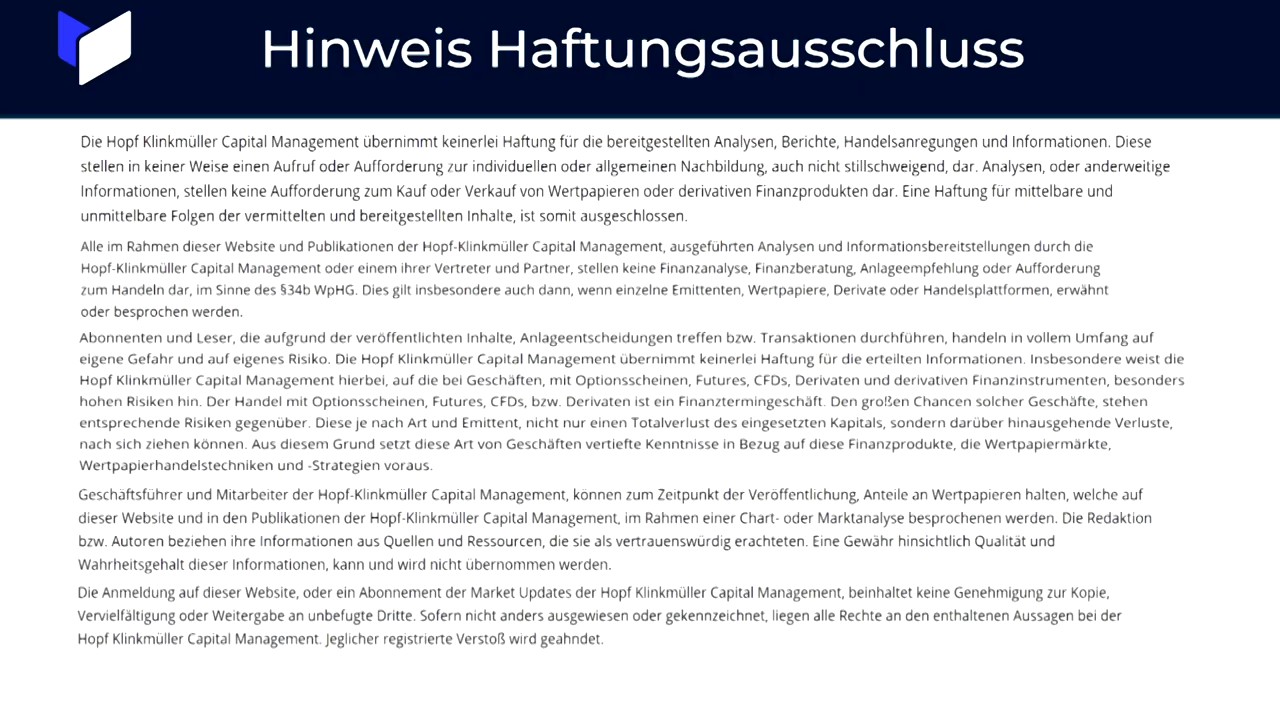 Hinweis Haftungsausschluss
Die Hopf Klinkmüller Capital Management übernimmt keinerlei Haftung für die bereitgestellten Analysen, Berichte, Handelsanregungen und Informationen. Diese
stellen in keiner Weise einen Aufruf oder Aufforderung zur individuellen oder allgemeinen Nachbildung, auch nicht stillschweigend, dar. Analysen, oder anderweitige
Informationen, stellen keine Aufforderung zum Kauf oder Verkauf von Wertpapieren oder derivativen Finanzprodukten dar. Eine Haftung für mittelbare und
unmittelbare Folgen der vermittelten und bereitgestellten Inhalte, ist somit ausgeschlossen.
Alle im Rahmen dieser Website und Publikationen der Hopf-Klinkmüller Capital Management, ausgeführten Analysen und Informationsbereitstellungen durch die
Hopf-Klinkmüller Capital Management oder einem ihrer Vertreter und Partner, stellen keine Finanzanalyse, Finanzberatung, Anlageempfehlung oder Aufforderung
zum Handeln dar, im Sinne des §34b WpHG. Dies gilt insbesondere auch dann, wenn einzelne Emittenten, Wertpapiere, Derivate oder Handelsplattformen, erwähnt
oder besprochen werden.
Abonnenten und Leser, die aufgrund der veröffentlichten Inhalte, Anlageentscheidungen treffen bzw. Transaktionen durchführen, handeln in vollem Umfang auf
eigene Gefahr und auf eigenes Risiko. Die Hopf Klinkmüller Capital Management übernimmt keinerlei Haftung für die erteilten Informationen. Insbesondere weist die
Hopf Klinkmüller Capital Management hierbei, auf die bei Geschäften, mit Optionsscheinen, Futures, CFDs, Derivaten und derivativen Finanzinstrumenten, besonders
hohen Risiken hin. Der Handel mit Optionsscheinen, Futures, CFDs, bzw. Derivaten ist ein Finanztermingeschäft. Den großen Chancen solcher Geschäfte, stehen
entsprechende Risiken gegenüber. Diese je nach Art und Emittent, nicht nur einen Totalverlust des eingesetzten Kapitals, sondern darüber hinausgehende Verluste,
nach sich ziehen können. Aus diesem Grund setzt diese Art von Geschäften vertiefte Kenntnisse in Bezug auf diese Finanzprodukte, die Wertpapiermärkte,
Wertpapierhandelstechniken und -Strategien voraus.
Geschäftsführer und Mitarbeiter der Hopf-Klinkmüller Capital Management, können zum Zeitpunkt der Veröffentlichung, Anteile an Wertpapieren halten, welche auf
dieser Website und in den Publikationen der Hopf-Klinkmüller Capital Management, im Rahmen einer Chart- oder Marktanalyse besprochenen werden. Die Redaktion
bzw. Autoren beziehen ihre Informationen aus Quellen und Ressourcen, die sie als vertrauenswürdig erachteten. Eine Gewähr hinsichtlich Qualität und
Wahrheitsgehalt dieser Informationen, kann und wird nicht übernommen werden.
Die Anmeldung auf dieser Website, oder ein Abonnement der Market Updates der Hopf Klinkmüller Capital Management, beinhaltet keine Genehmigung zur Kopie,
Vervielfältigung oder Weitergabe an unbefugte Dritte. Sofern nicht anders ausgewiesen oder gekennzeichnet, liegen alle Rechte an den enthaltenen Aussagen bei der
Hopf Klinkmüller Capital Management. Jeglicher registrierte Verstoß wird geahndet.